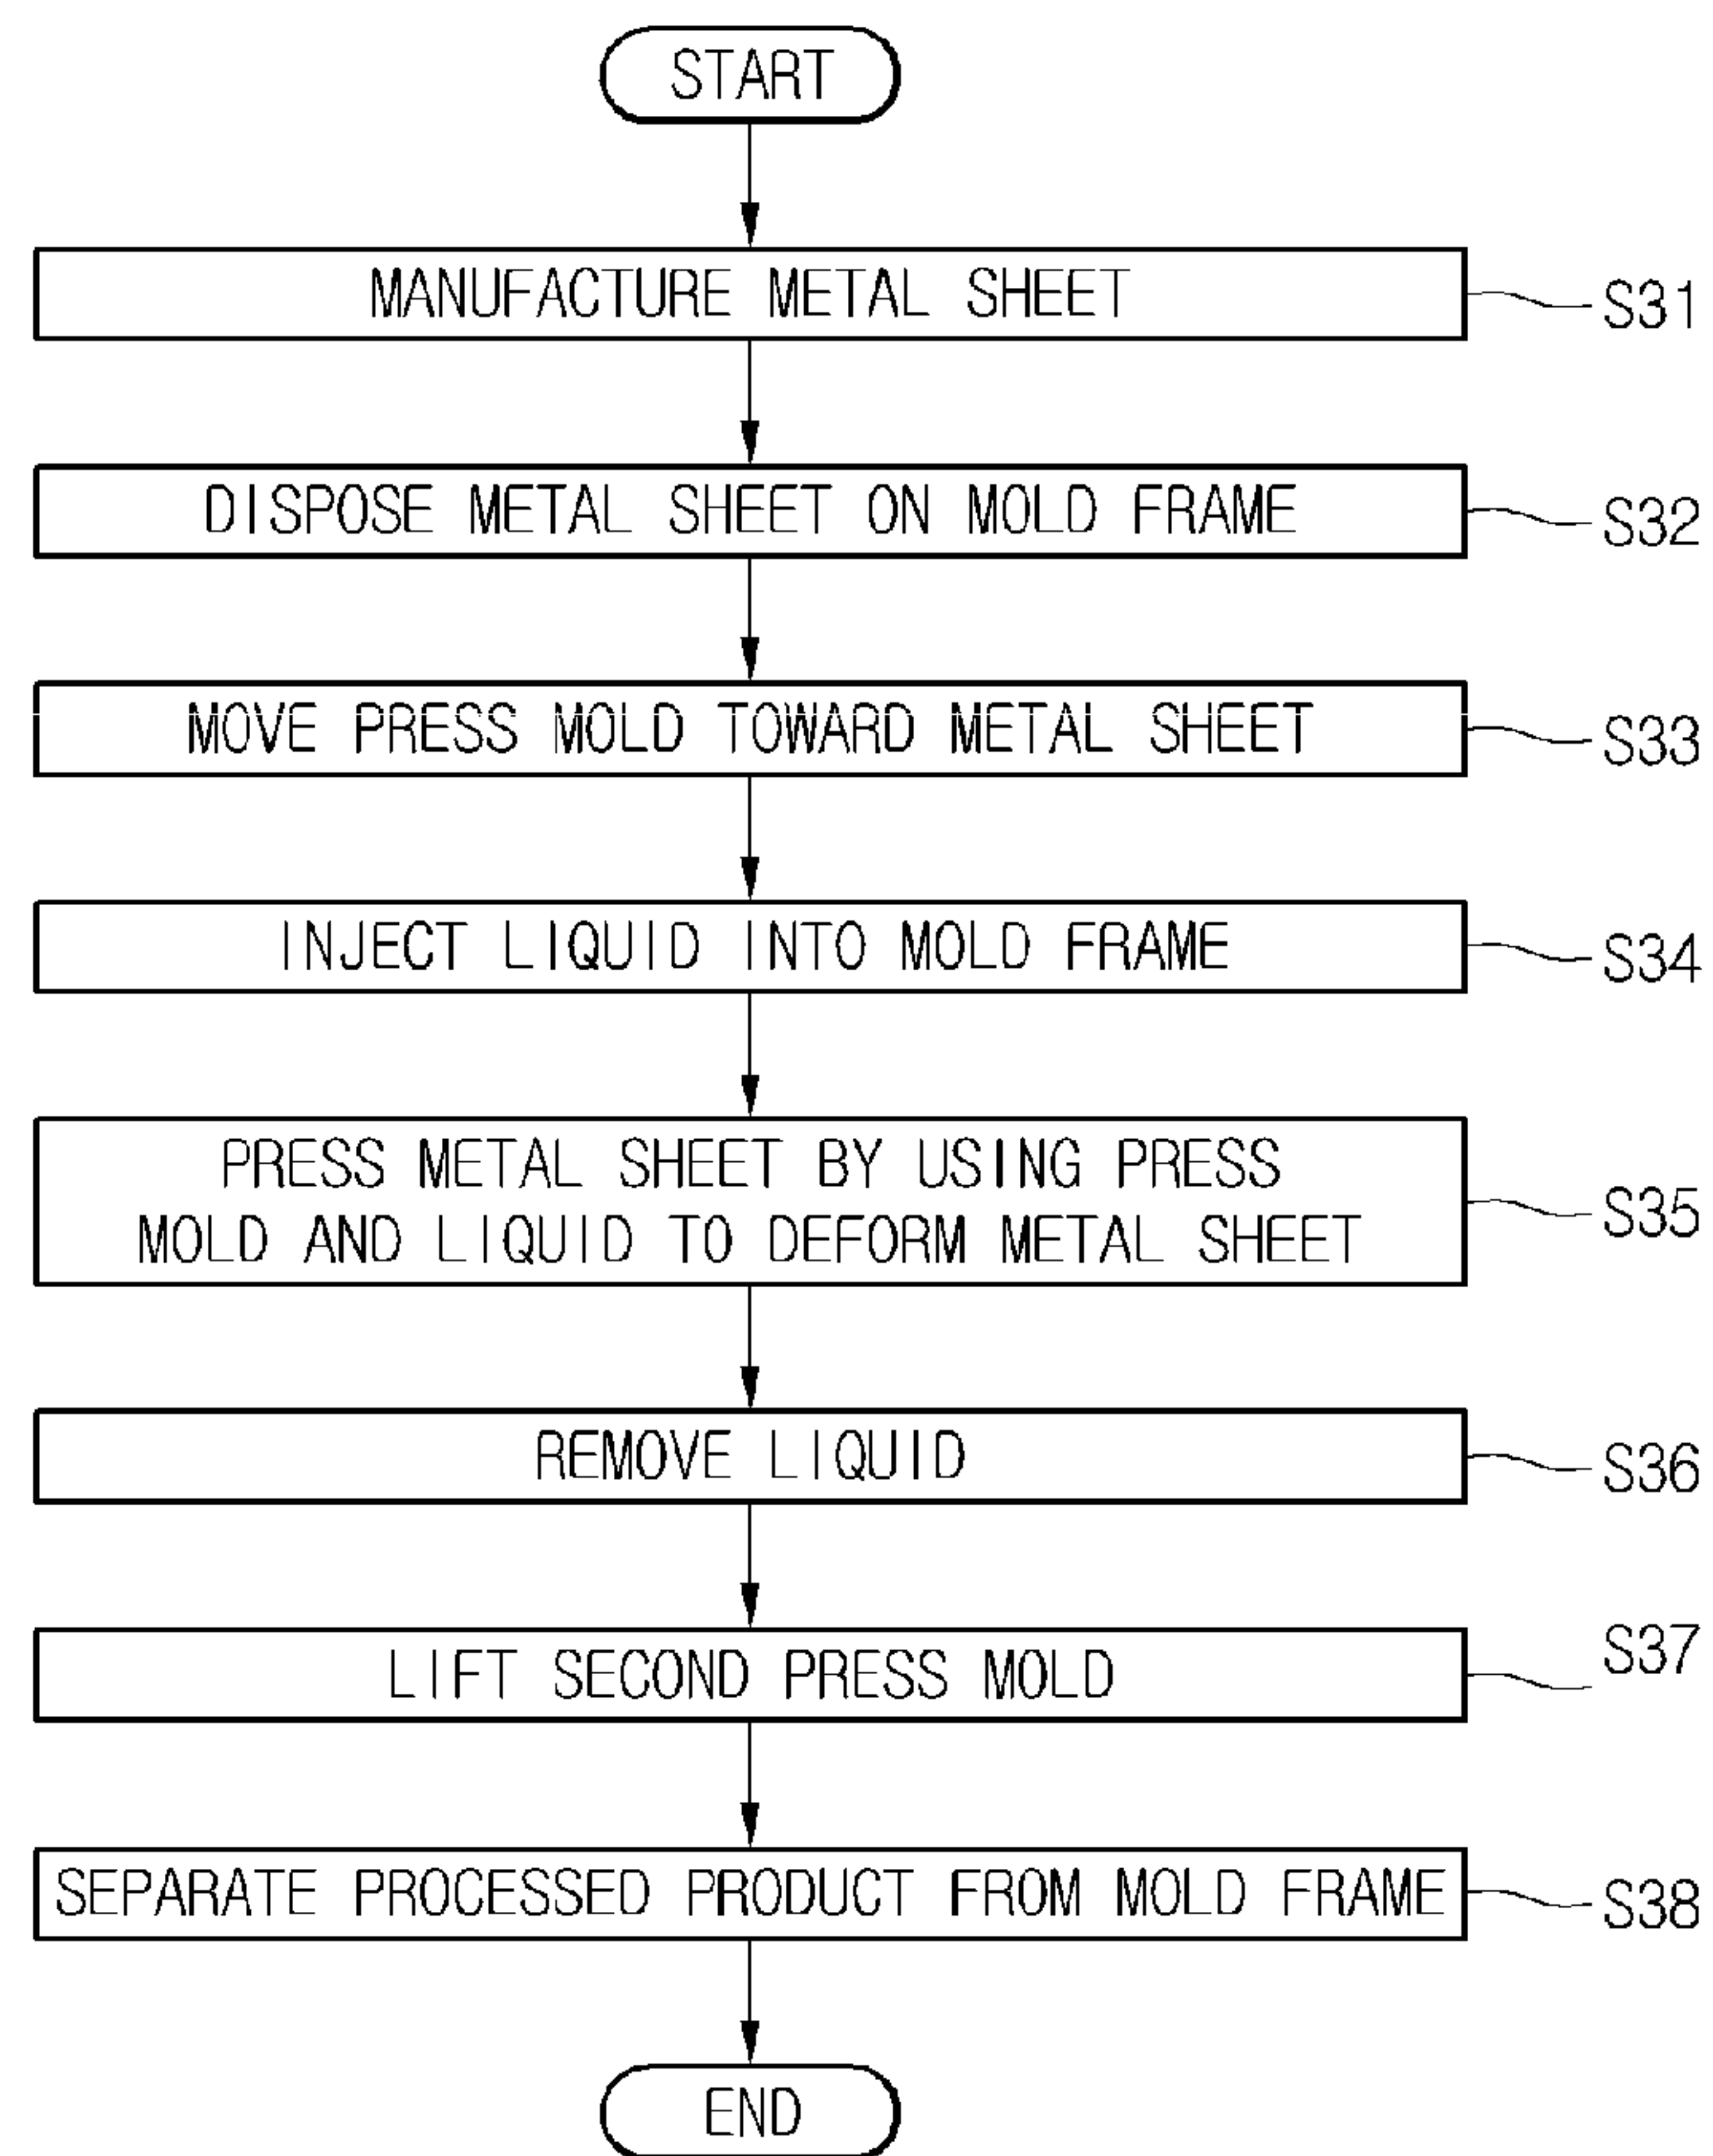 START
MANUFACTURE METAL SHEET
S31
DISPOSE METAL SHEET ON MOLD FRAME
S32
MOVE PRESS MOLD TOWARD METAL SHEET
S33
INJECT LIQUID INTO MOLD FRAME
S34
PRESS METAL SHEET BY USING PRESS
MOLD AND LIQUID TO DEFORM METAL SHEET
S35
REMOVE LIQUID
S36
LIFT SECOND PRESS MOLD
S37
SEPARATE PROCESSED PRODUCT FROM MOLD FRAME
S38
END